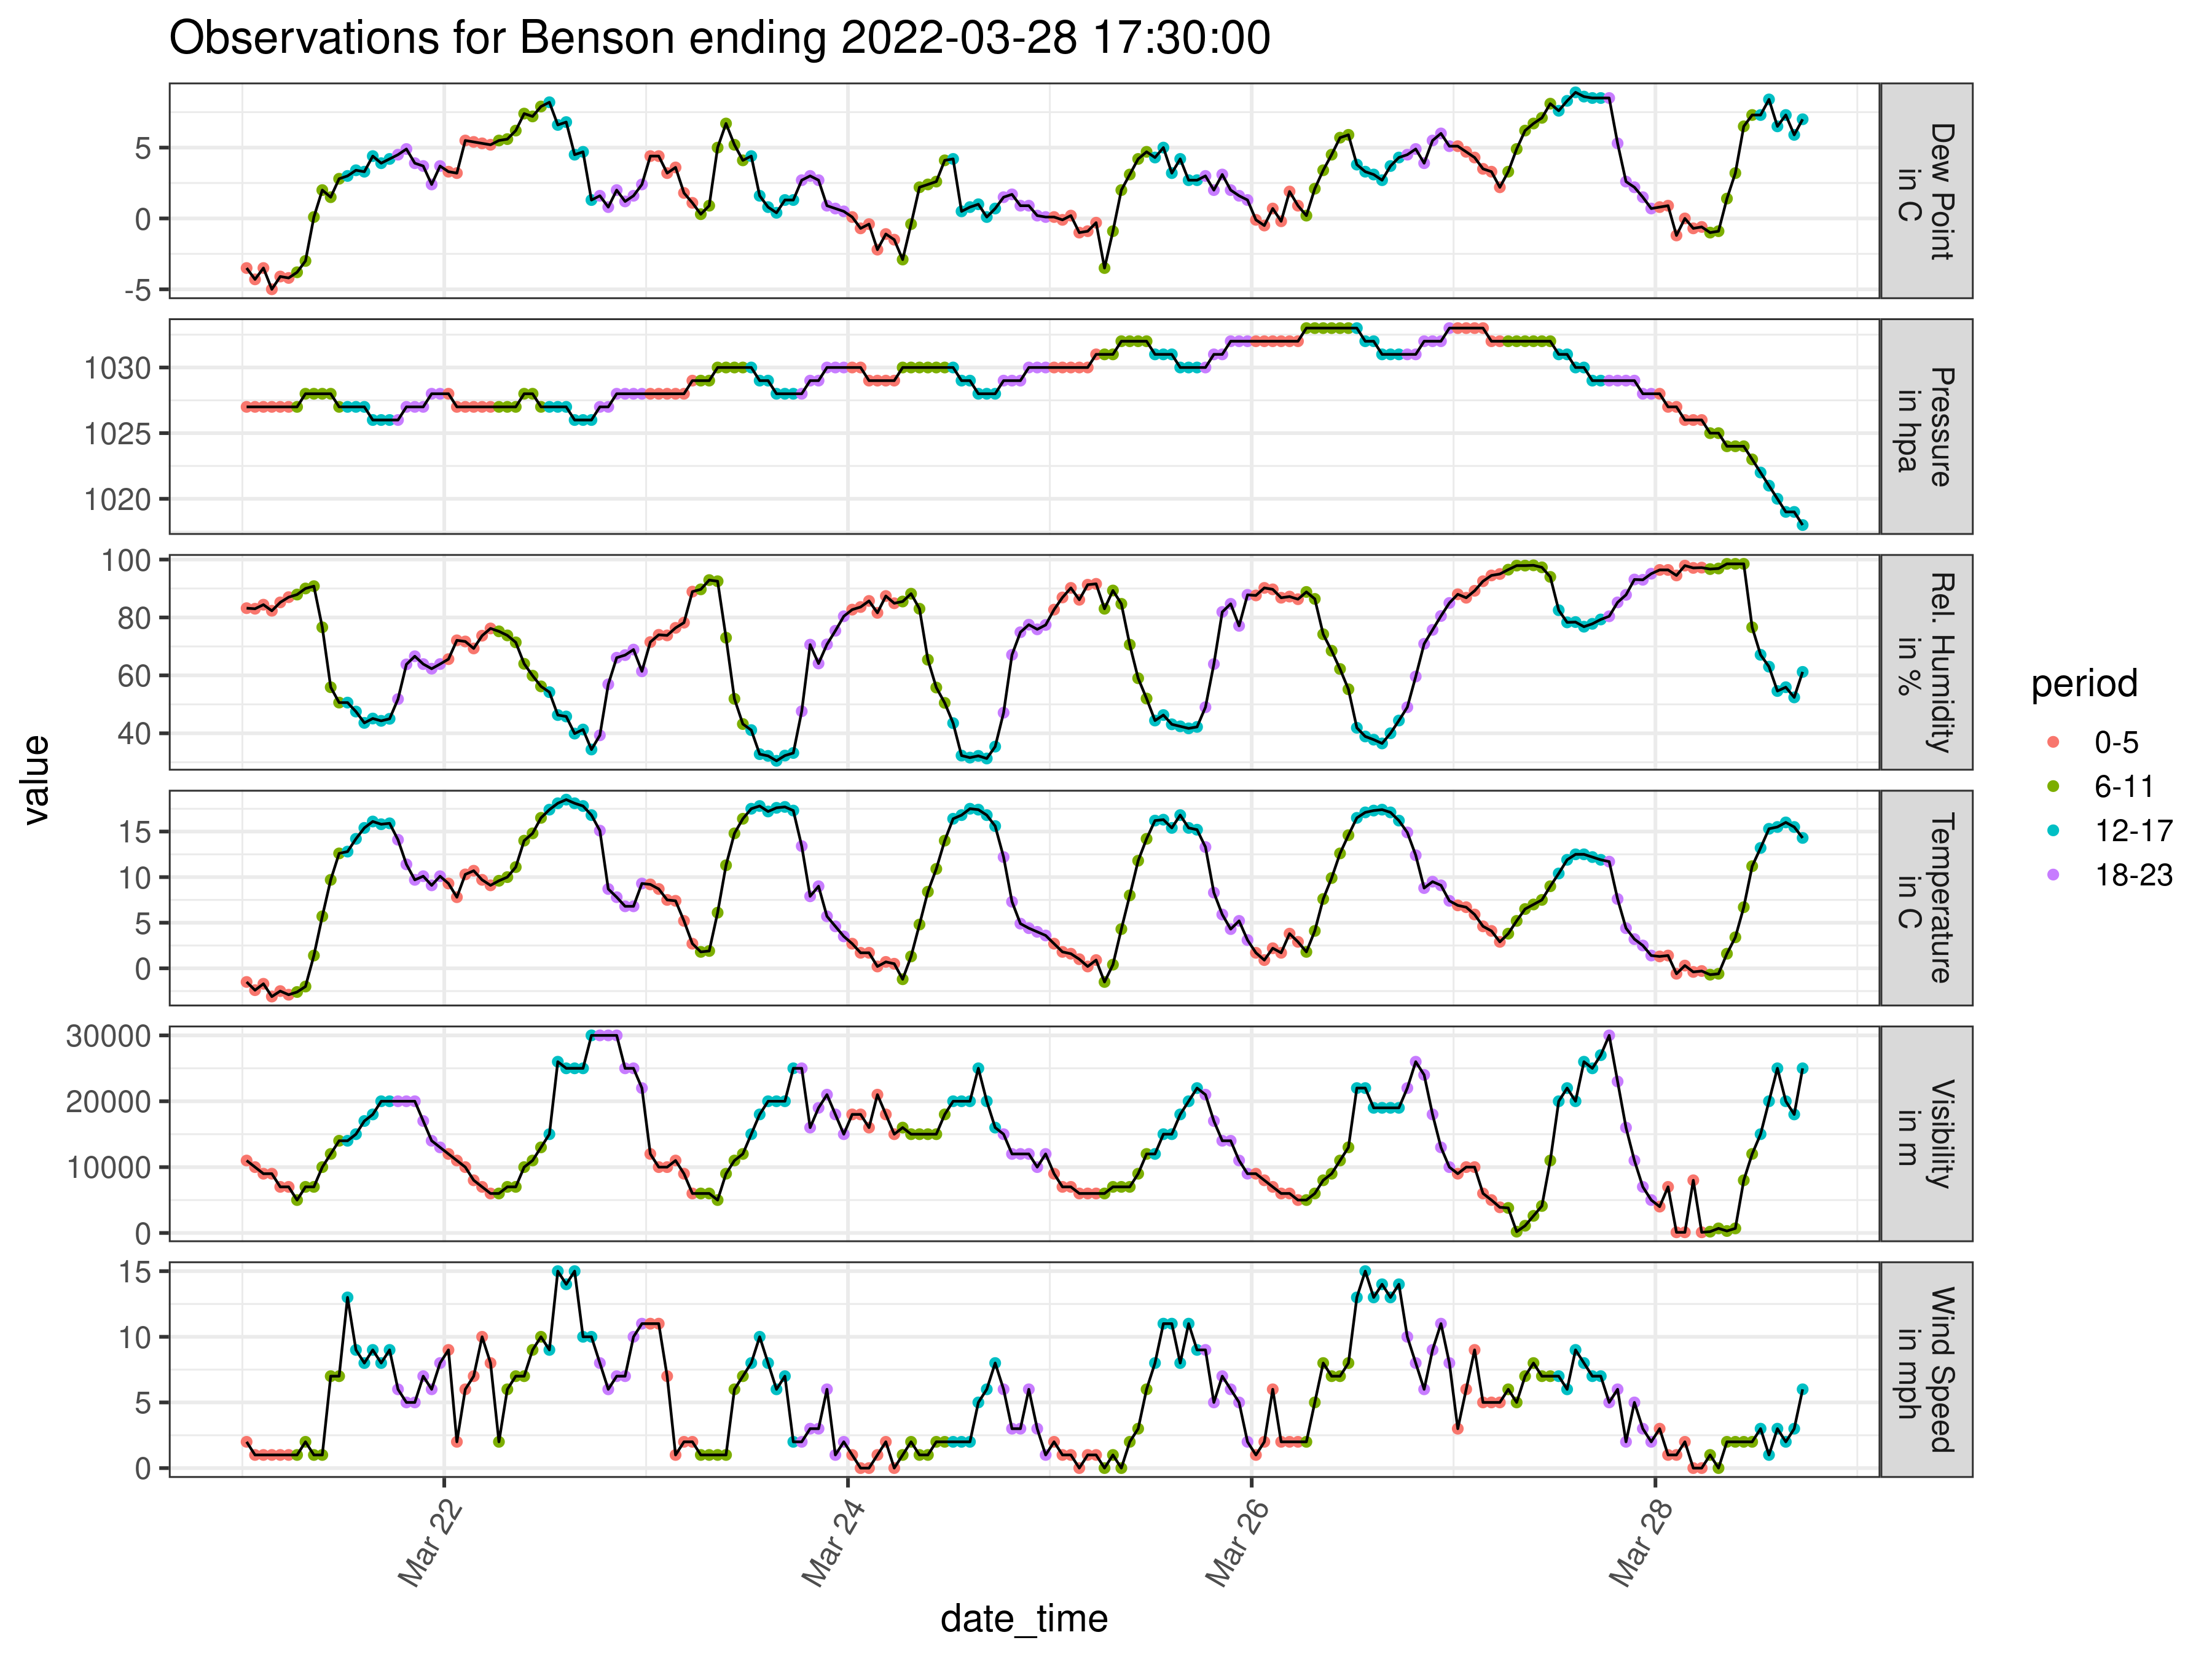 Observations for Benson ending 2022-03-28 17:30:00
value
5
0
-5
Dew Point
in C
1030
1025
1020
Pressure
in hpa
100
80
60
40
Rel. Humidity
in %
15
10
5
0
Temperature
in C
30000
20000
10000
0
Visibility
in m
15
10
5
0
Wind Speed
in mph
Mar 22
Mar 24
Mar 26
Mar 28
date_time
period
0-5
6-11
12-17
18-23